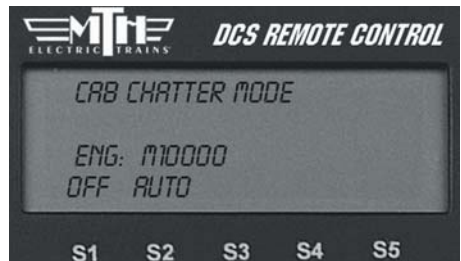 MTH DCS REMOTE CONTROL
ELECTRIC TRAINS
CAB CHATTER MODE
ENG: M10000
OFF AUTO
S1 S2 S3 S4 S5